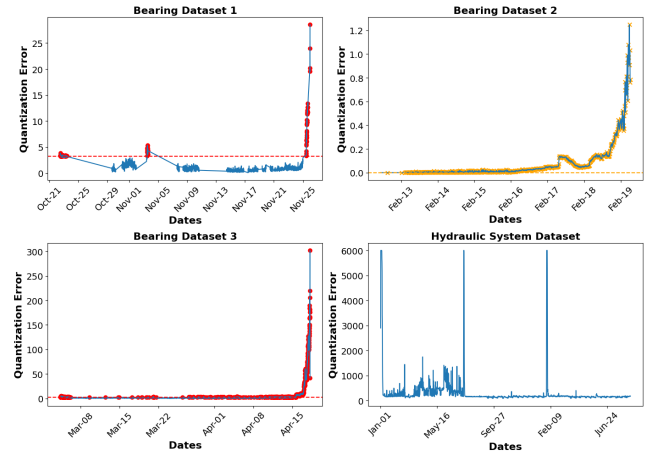 Bearing Dataset 1
Quantization Error
25
20
15
10
5
0
Oct-21
Oct-25
Oct-29
Nov-01
Nov-05
Nov-09
Nov-13
Nov-17
Nov-21
Nov-25
Dates
Bearing Dataset 2
Quantization Error
1.2
1.0
0.8
0.6
0.4
0.2
0.0
Feb-13
Feb-14
Feb-15
Feb-16
Feb-17
Feb-18
Feb-19
Dates
Bearing Dataset 3
Quantization Error
300
250
200
150
100
50
0
Mar-08
Mar-15
Mar-22
Apr-01
Apr-08
Apr-15
Dates
Hydraulic System Dataset
Quantization Error
6000
5000
4000
3000
2000
1000
0
Jan-01
May-16
Sep-27
Feb-09
Jun-24
Dates